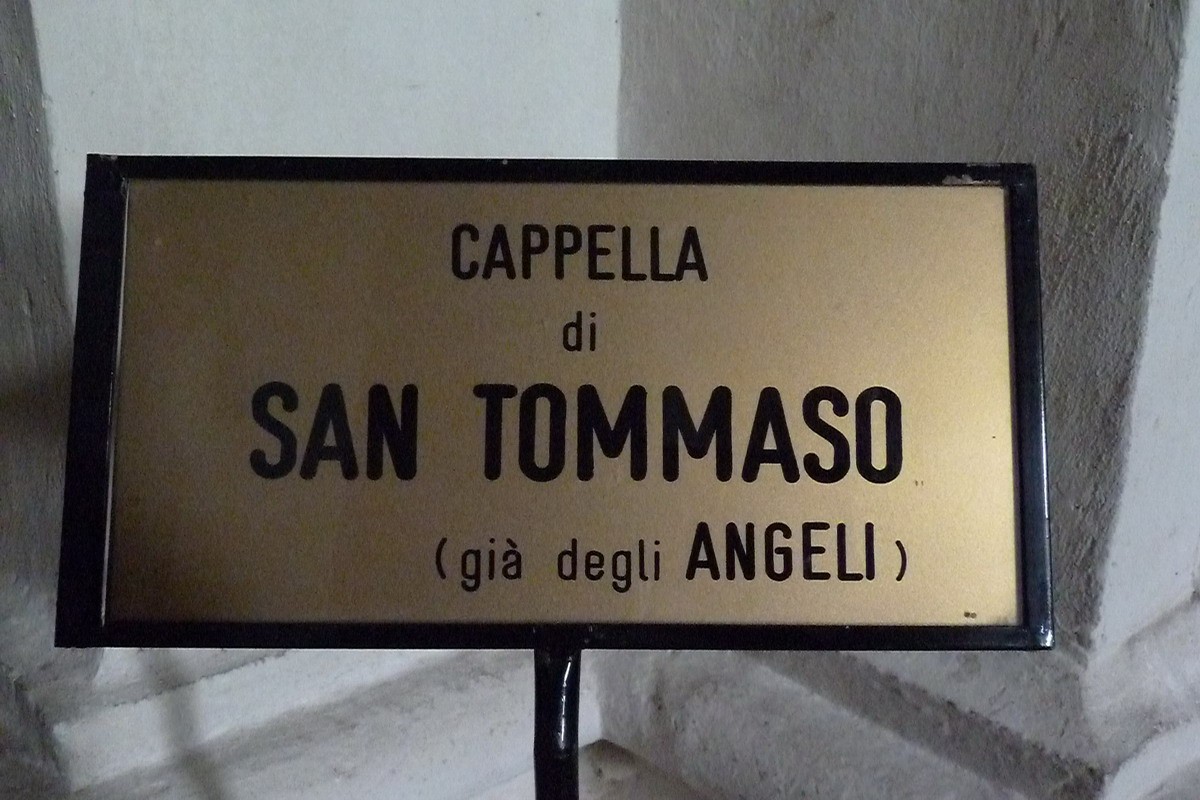 CAPPELLA
di
SAN TOMMASO
(già degli ANGELI)